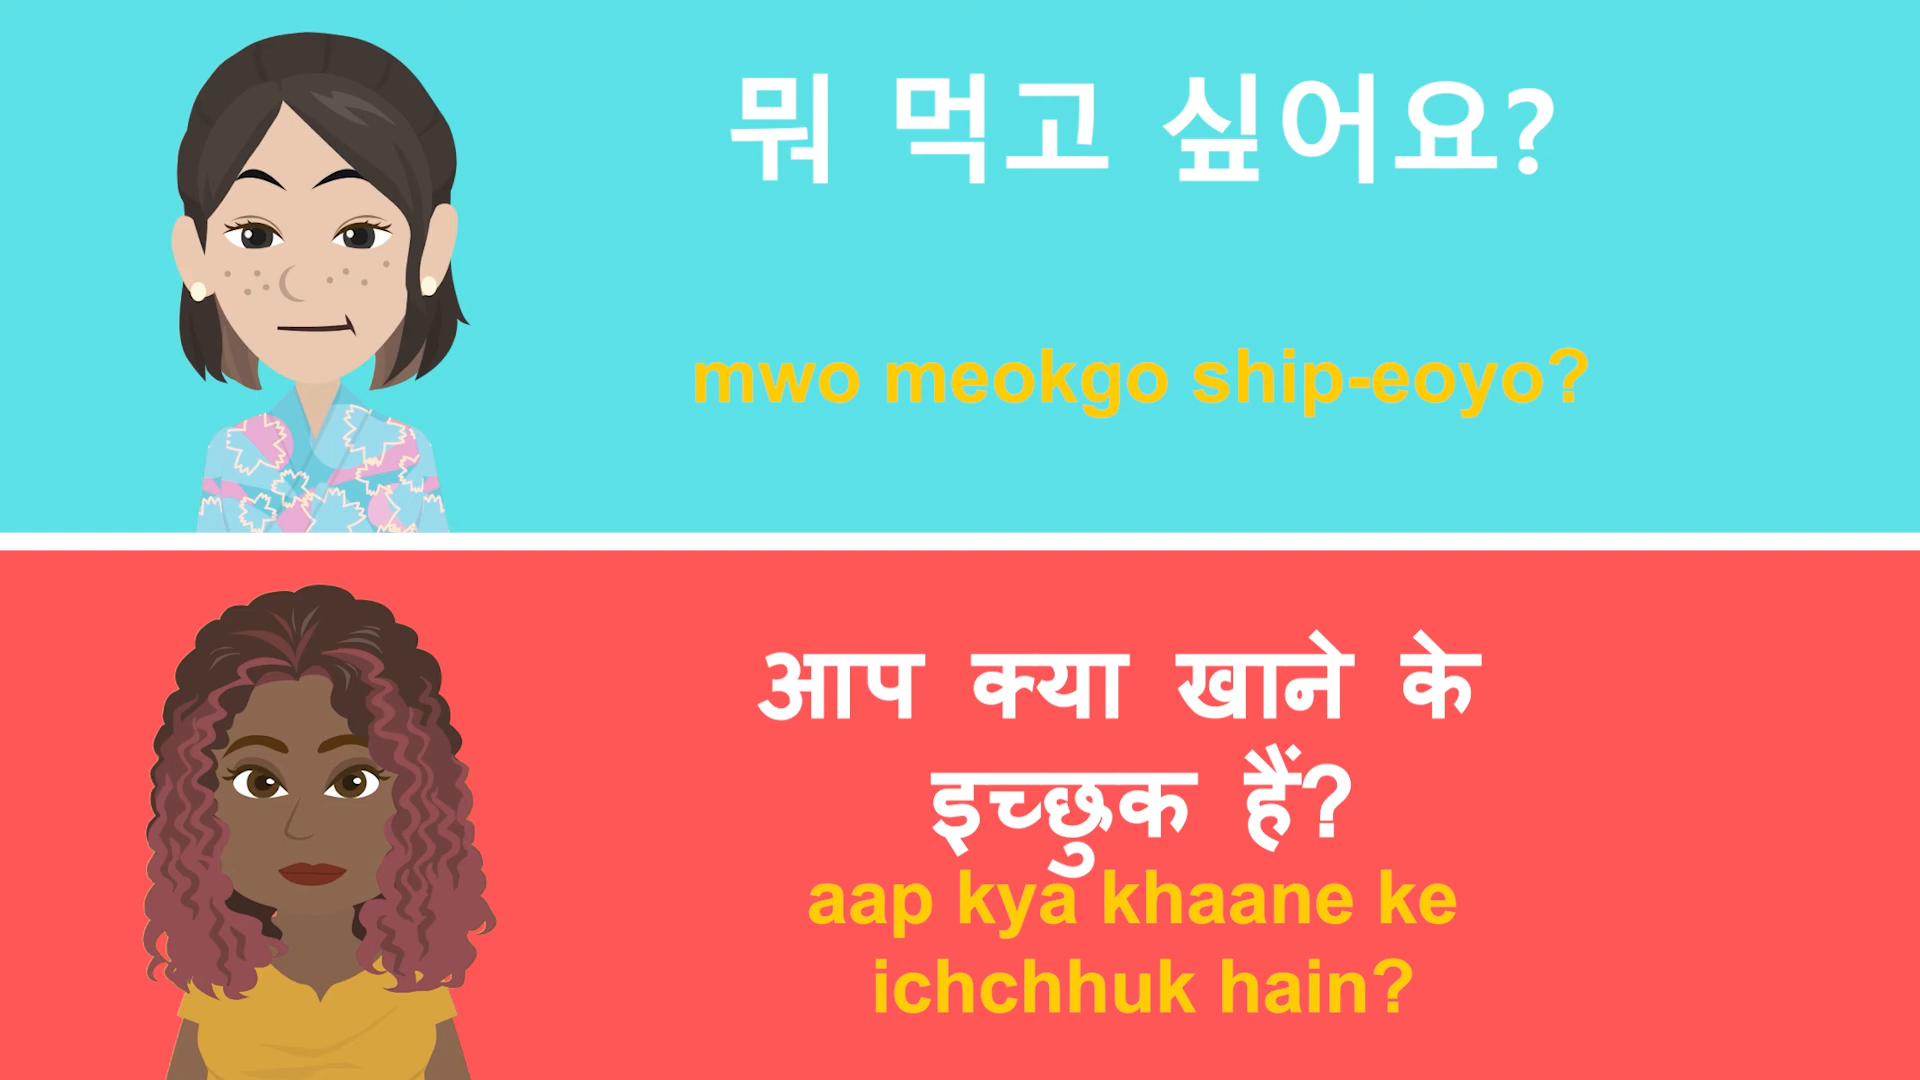 뭐 먹고 싶어요?
mwo meokgo ship-eoyo?
आप क्या खाने के
इच्छुक हैं?
aap kya khaane ke
ichchhuk hain?